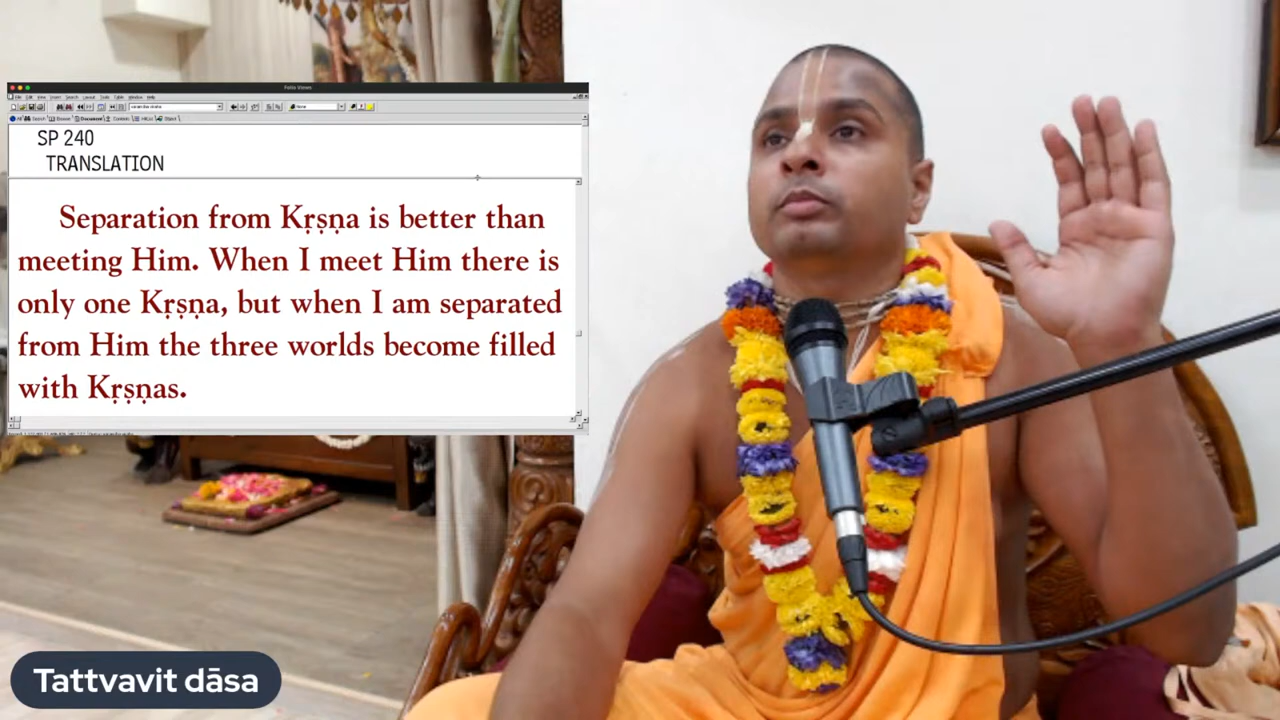 SP 240
TRANSLATION
Separation from Kṛṣṇa is better than
meeting Him. When I meet Him there is
only one Kṛṣṇa, but when I am separated
from Him the three worlds become filled
with Kṛṣṇas.
Tattvavit dāsa